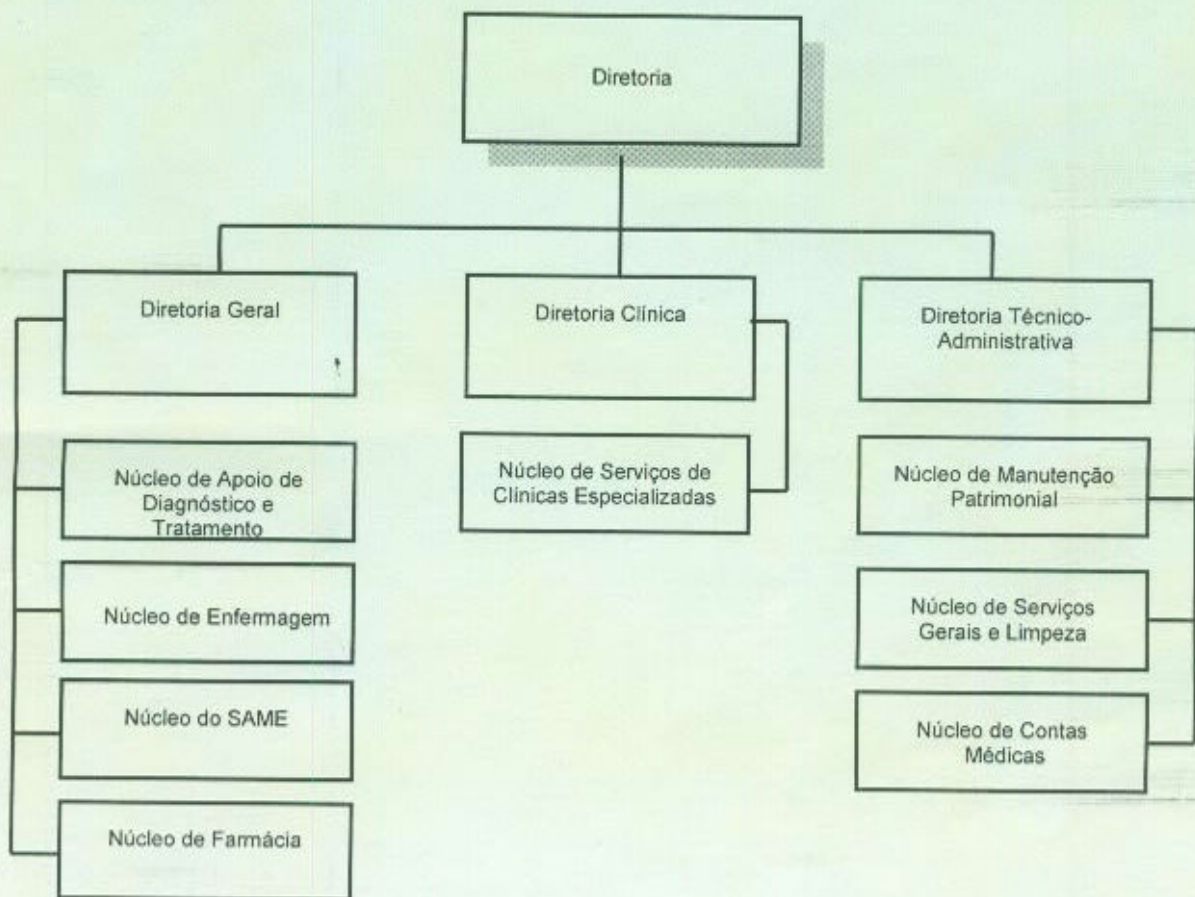 Diretoria
Diretoria Geral
Diretoria Clínica
Diretoria Técnico-
Administrativa
Núcleo de Apoio de
Diagnóstico e
Tratamento
Núcleo de Enfermagem
Núcleo do SAME
Núcleo de Farmácia
Núcleo de Serviços de
Clínicas Especializadas
Núcleo de Manutenção
Patrimonial
Núcleo de Serviços
Gerais e Limpeza
Núcleo de Contas
Médicas